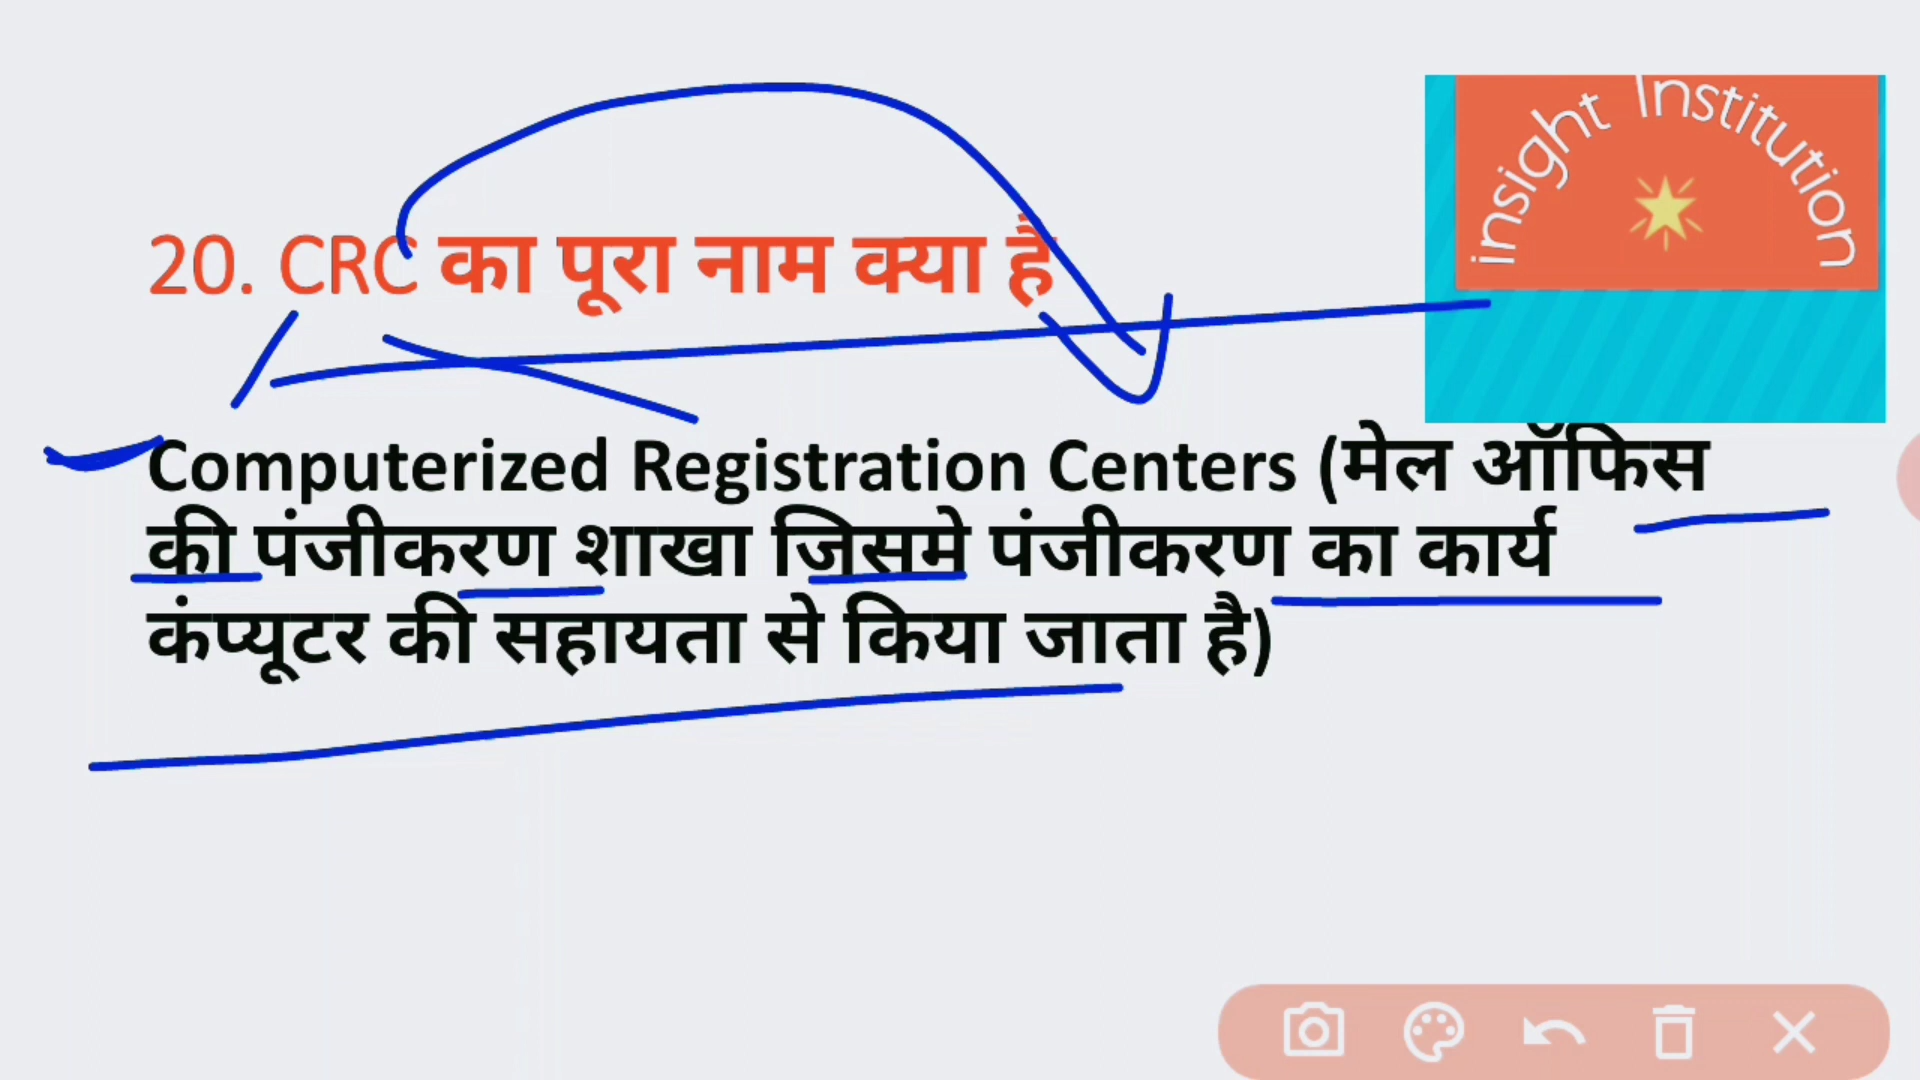 insight Institution
20. CRC का पूरा नाम क्या है
Computerized Registration Centers (मेल ऑफिस
की पंजीकरण शाखा जिसमे पंजीकरण का कार्य
कंप्यूटर की सहायता से किया जाता है)